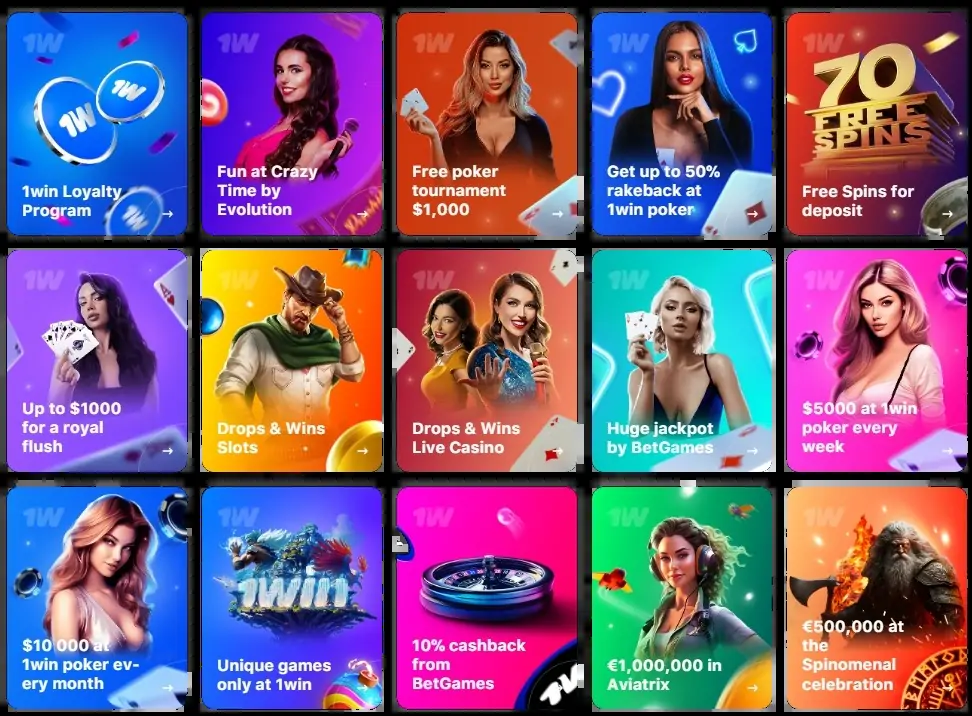 1W
1W
1W
1W
1W
70
FREE
SPINS
1W
1W
1win Loyalty
Program
Fun at Crazy
Time by
Evolution
Free poker
tournament
$1,000
Get up to 50%
rakeback at
1win poker
Free Spins for
deposit
1W
1W
1W
1W
1W
Up to $1000
for a royal
flush
Drops & Wins
Slots
Drops & Wins
Live Casino
Huge jackpot
by BetGames
$5000 at 1win
poker every
week
1W
1W
1W
1W
1W
1WIN
$10 000 at
1win poker ev-
ery month
Unique games
only at 1win
10% cashback
from
BetGames
€1,000,000 in
Aviatrix
€500,000 at
the
Spinomenal
celebration